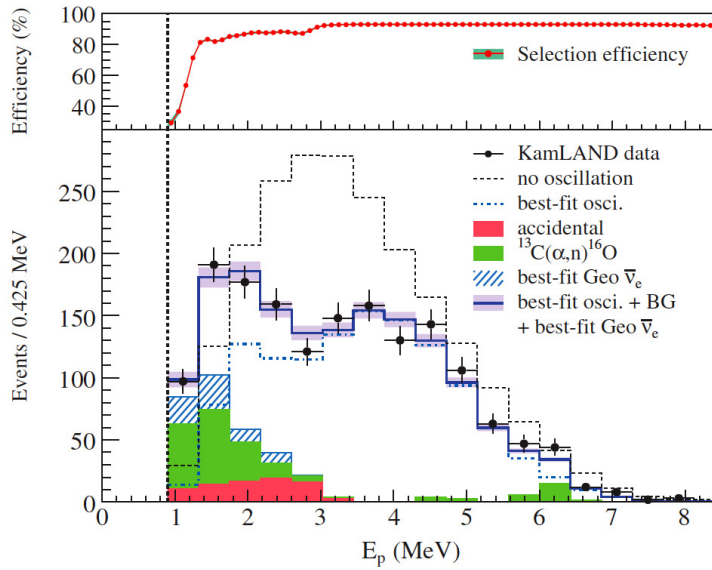 Efficiency (%)
80
60
40
Selection efficiency
Events / 0.425 MeV
250
200
150
100
50
0
KamLAND data
no oscillation
best-fit osci.
accidental
¹³C(α,n)¹⁶O
best-fit Geo ν̅ₑ
best-fit osci. + BG
+ best-fit Geo ν̅ₑ
0 1 2 3 4 5 6 7 8
Eₚ (MeV)